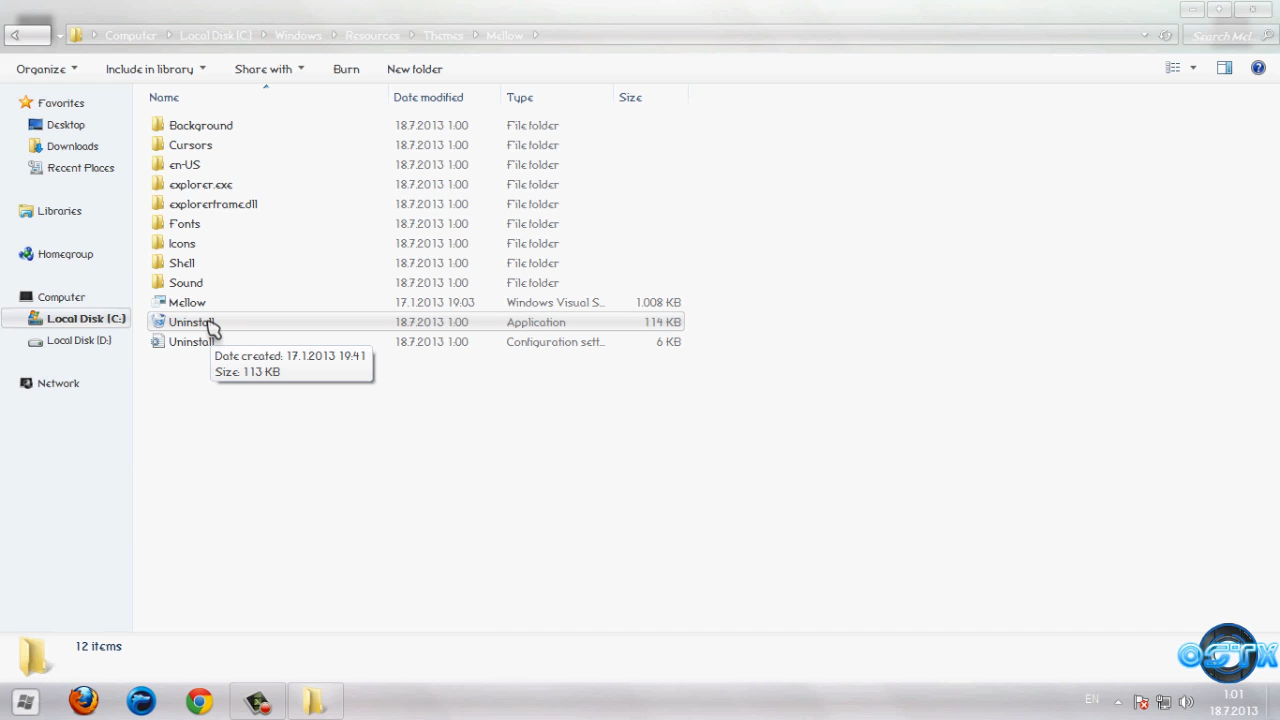 Computer Local Disk (C:) Windows Resources Themes Mellow
Search Mel...
Organize Include in library Share with Burn New folder
Name Date modified Type Size
Favorites
Desktop
Downloads
Recent Places
Libraries
Homegroup
Computer
Local Disk (C:)
Local Disk (D:)
Network
Background 18.7.2013 1:00 File folder
Cursors 18.7.2013 1:00 File folder
en-US 18.7.2013 1:00 File folder
explorer.exe 18.7.2013 1:00 File folder
explorerframe.dll 18.7.2013 1:00 File folder
Fonts 18.7.2013 1:00 File folder
Icons 18.7.2013 1:00 File folder
Shell 18.7.2013 1:00 File folder
Sound 18.7.2013 1:00 File folder
Mellow 17.1.2013 19:03 Windows Visual S... 1.008 KB
Uninstall 18.7.2013 1:00 Application 114 KB
Uninstall 18.7.2013 1:00 Configuration sett... 6 KB
Date created: 17.1.2013 19:41
Size: 113 KB
12 items
EN
1:01
18.7.2013